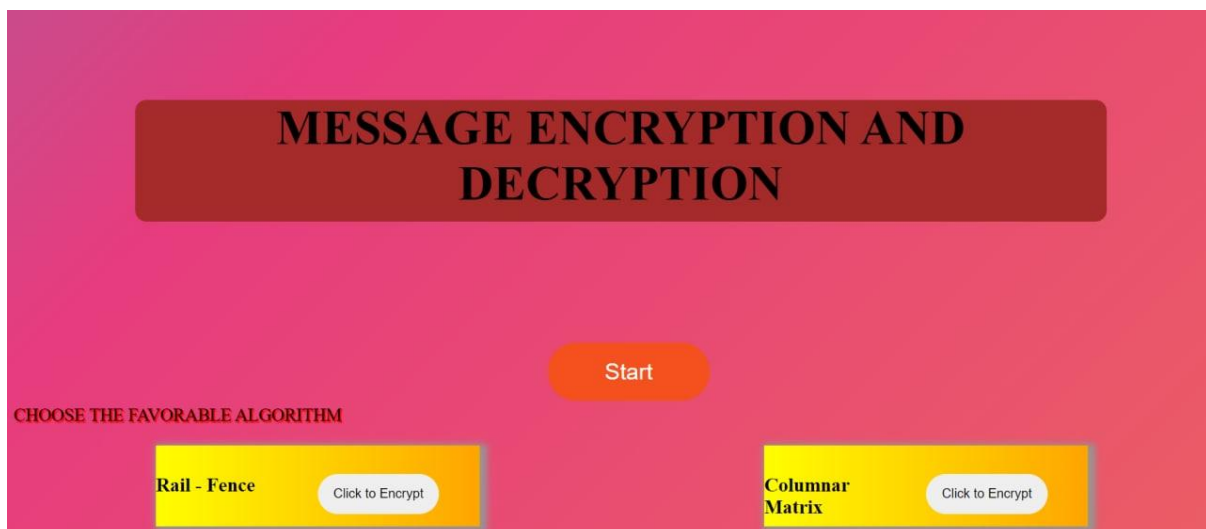 MESSAGE ENCRYPTION AND
DECRYPTION
Start
CHOOSE THE FAVORABLE ALGORITHM
Rail - Fence
Click to Encrypt
Columnar
Matrix
Click to Encrypt